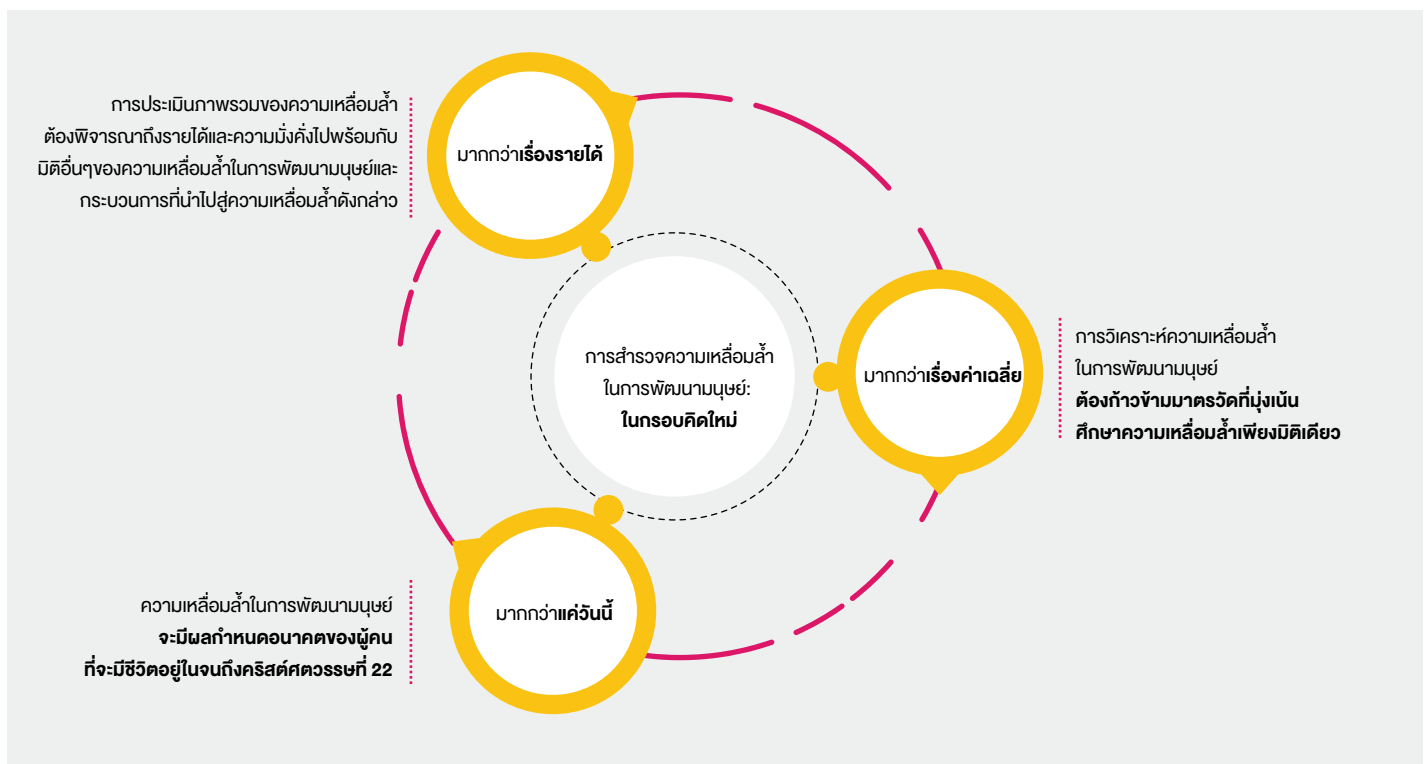 การประเมินภาพรวมของความเหลื่อมล้ำ
ต้องพิจารณาถึงรายได้และความมั่งคั่งไปพร้อมกับ
มิติอื่นๆของความเหลื่อมล้ำในการพัฒนามนุษย์และ
กระบวนการที่นำไปสู่ความเหลื่อมล้ำดังกล่าว
มากกว่าเรื่องรายได้
การสำรวจความเหลื่อมล้ำ
ในการพัฒนามนุษย์:
ในกรอบคิดใหม่
มากกว่าเรื่องค่าเฉลี่ย
การวิเคราะห์ความเหลื่อมล้ำ
ในการพัฒนามนุษย์
ต้องก้าวข้ามมาตรวัดที่มุ่งเน้น
ศึกษาความเหลื่อมล้ำเพียงมิติเดียว
ความเหลื่อมล้ำในการพัฒนามนุษย์
จะมีผลกำหนดอนาคตของผู้คน
ที่จะมีชีวิตอยู่ในจนถึงคริสต์ศตวรรษที่ 22
มากกว่าแค่วันนี้